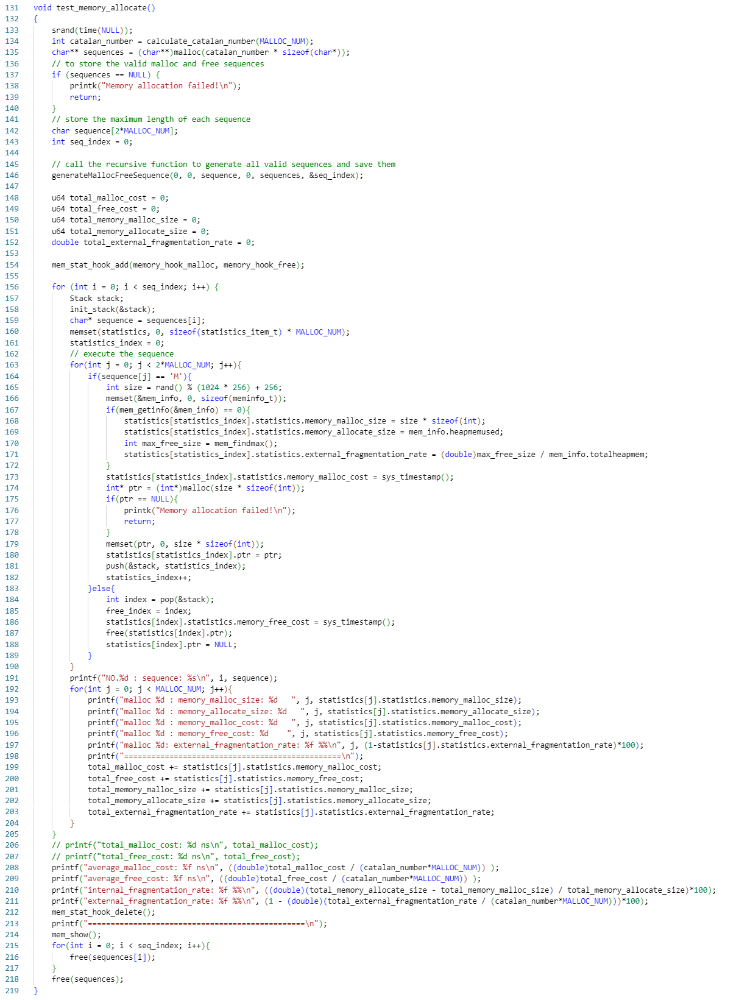 131 void test_memory_allocate()
132 {
133 srand(time(NULL));
134 int catalan_number = calculate_catalan_number(MALLOC_NUM);
135 char** sequences = (char**)malloc(catalan_number * sizeof(char*));
136 // to store the valid malloc and free sequences
137 if (sequences == NULL) {
138 printk("Memory allocation failed!\n");
139 return;
140 }
141 // store the maximum length of each sequence
142 char sequence[2*MALLOC_NUM];
143 int seq_index = 0;
144
145 // call the recursive function to generate all valid sequences and save them
146 generateMallocFreeSequence(0, 0, sequence, 0, sequences, &seq_index);
147
148 u64 total_malloc_cost = 0;
149 u64 total_free_cost = 0;
150 u64 total_memory_malloc_size = 0;
151 u64 total_memory_allocate_size = 0;
152 double total_external_fragmentation_rate = 0;
153
154 mem_stat_hook_add(memory_hook_malloc, memory_hook_free);
155
156 for (int i = 0; i < seq_index; i++) {
157 Stack stack;
158 init_stack(&stack);
159 char* sequence = sequences[i];
160 memset(statistics, 0, sizeof(statistics_item_t) * MALLOC_NUM);
161 statistics_index = 0;
162 // execute the sequence
163 for(int j = 0; j < 2*MALLOC_NUM; j++){
164 if(sequence[j] == 'M'){
165 int size = rand() % (1024 * 256) + 256;
166 memset(&mem_info, 0, sizeof(meminfo_t));
167 if(mem_getinfo(&mem_info) == 0){
168 statistics[statistics_index].statistics.memory_malloc_size = size * sizeof(int);
169 statistics[statistics_index].statistics.memory_allocate_size = mem_info.heapmemused;
170 int max_free_size = mem_findmax();
171 statistics[statistics_index].statistics.external_fragmentation_rate = (double)max_free_size / mem_info.totalheapmem;
172 }
173 statistics[statistics_index].statistics.memory_malloc_cost = sys_timestamp();
174 int* ptr = (int*)malloc(size * sizeof(int));
175 if(ptr == NULL){
176 printk("Memory allocation failed!\n");
177 return;
178 }
179 memset(ptr, 0, size * sizeof(int));
180 statistics[statistics_index].ptr = ptr;
181 push(&stack, statistics_index);
182 statistics_index++;
183 }else{
184 int index = pop(&stack);
185 free_index = index;
186 statistics[index].statistics.memory_free_cost = sys_timestamp();
187 free(statistics[index].ptr);
188 statistics[index].ptr = NULL;
189 }
190 }
191 printf("NO.%d : sequence: %s\n", i, sequence);
192 for(int j = 0; j < MALLOC_NUM; j++){
193 printf("malloc %d : memory_malloc_size: %d   ", j, statistics[j].statistics.memory_malloc_size);
194 printf("malloc %d : memory_allocate_size: %d   ", j, statistics[j].statistics.memory_allocate_size);
195 printf("malloc %d : memory_malloc_cost: %d   ", j, statistics[j].statistics.memory_malloc_cost);
196 printf("malloc %d : memory_free_cost: %d    ", j, statistics[j].statistics.memory_free_cost);
197 printf("malloc %d: external_fragmentation_rate: %f %%\n", j, (1-statistics[j].statistics.external_fragmentation_rate)*100);
198 printf("================================================\n");
199 total_malloc_cost += statistics[j].statistics.memory_malloc_cost;
200 total_free_cost += statistics[j].statistics.memory_free_cost;
201 total_memory_malloc_size += statistics[j].statistics.memory_malloc_size;
202 total_memory_allocate_size += statistics[j].statistics.memory_allocate_size;
203 total_external_fragmentation_rate += statistics[j].statistics.external_fragmentation_rate;
204 }
205 }
206 // printf("total_malloc_cost: %d ns\n", total_malloc_cost);
207 // printf("total_free_cost: %d ns\n", total_free_cost);
208 printf("average_malloc_cost: %f ns\n", ((double)total_malloc_cost / (catalan_number*MALLOC_NUM)) );
209 printf("average_free_cost: %f ns\n", ((double)total_free_cost / (catalan_number*MALLOC_NUM)) );
210 printf("internal_fragmentation_rate: %f %%\n", ((double)(total_memory_allocate_size - total_memory_malloc_size) / total_memory_allocate_size)*100);
211 printf("external_fragmentation_rate: %f %%\n", (1 - (double)(total_external_fragmentation_rate / (catalan_number*MALLOC_NUM)))*100);
212 mem_stat_hook_delete();
213 printf("================================================\n");
214 mem_show();
215 for(int i = 0; i < seq_index; i++){
216 free(sequences[i]);
217 }
218 free(sequences);
219 }